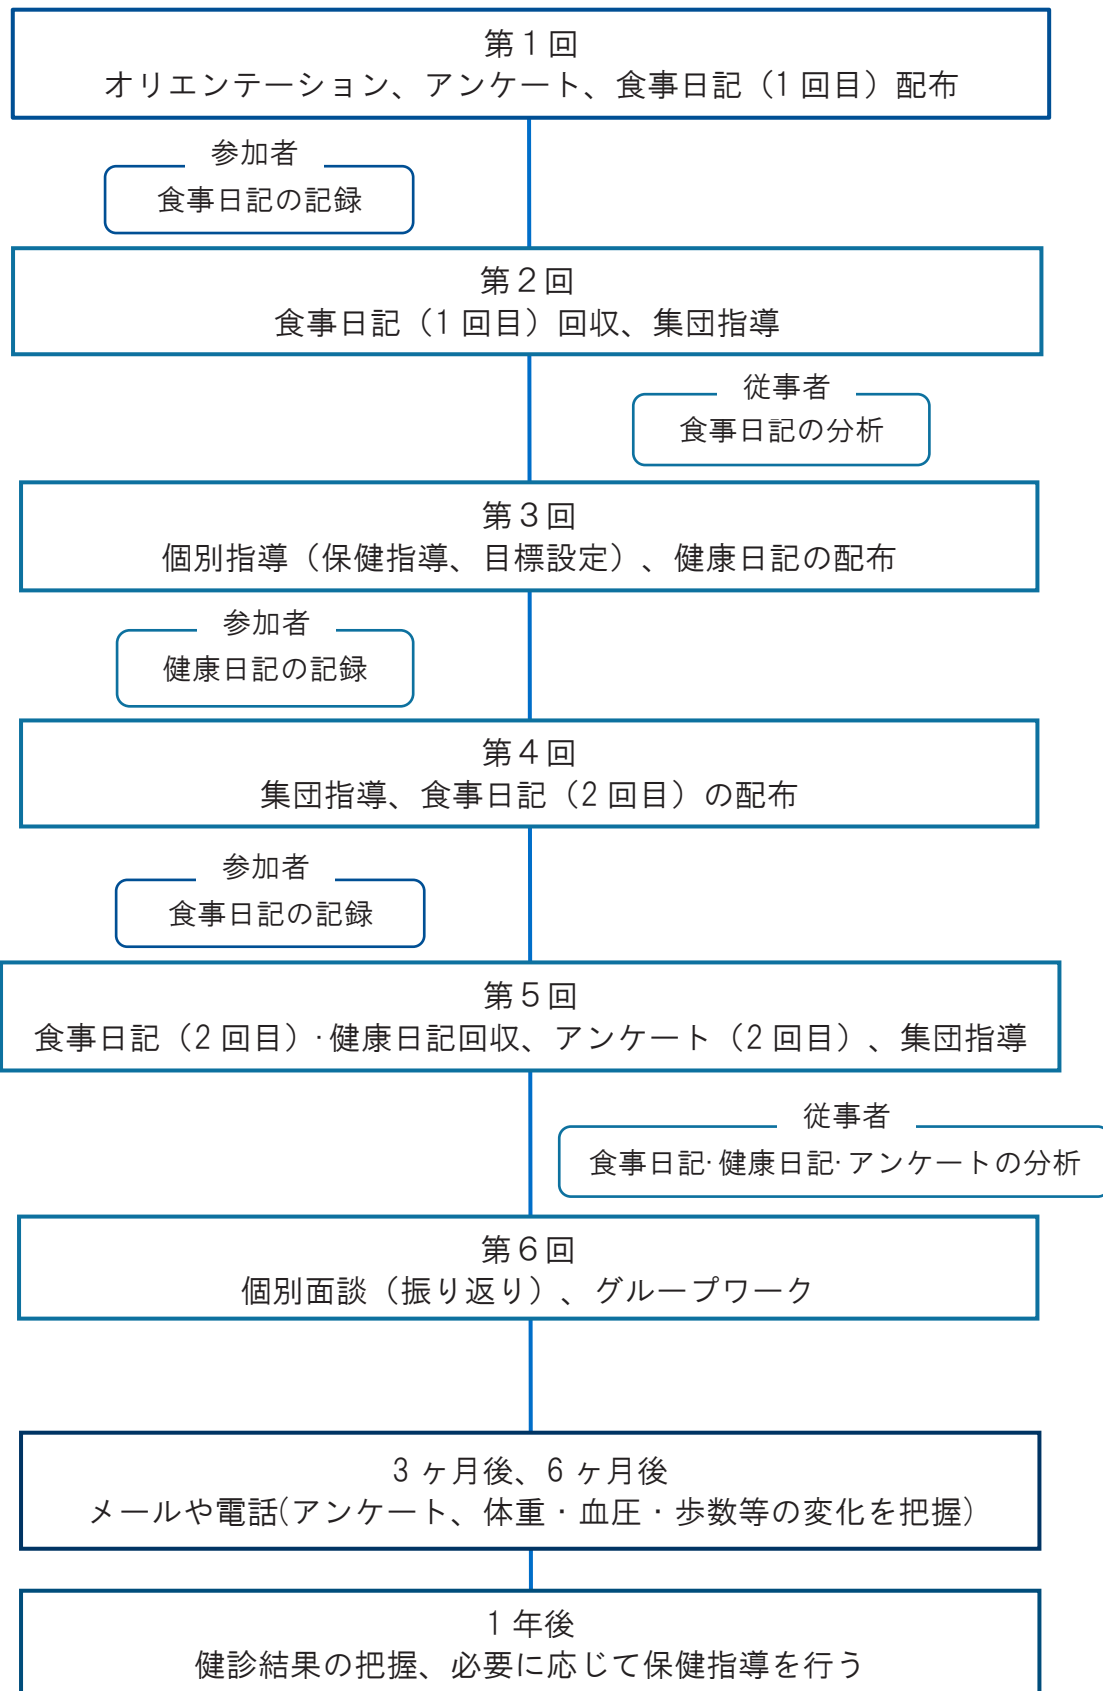 第1回
オリエンテーション、アンケート、食事日記（1回目）配布
参加者
食事日記の記録
第2回
食事日記（1回目）回収、集団指導
従事者
食事日記の分析
第3回
個別指導（保健指導、目標設定）、健康日記の配布
参加者
健康日記の記録
第4回
集団指導、食事日記（2回目）の配布
参加者
食事日記の記録
第5回
食事日記（2回目）·健康日記回収、アンケート（2回目）、集団指導
従事者
食事日記·健康日記·アンケートの分析
第6回
個別面談（振り返り）、グループワーク
3ヶ月後、6ヶ月後
メールや電話(アンケート、体重・血圧・歩数等の変化を把握)
1年後
健診結果の把握、必要に応じて保健指導を行う